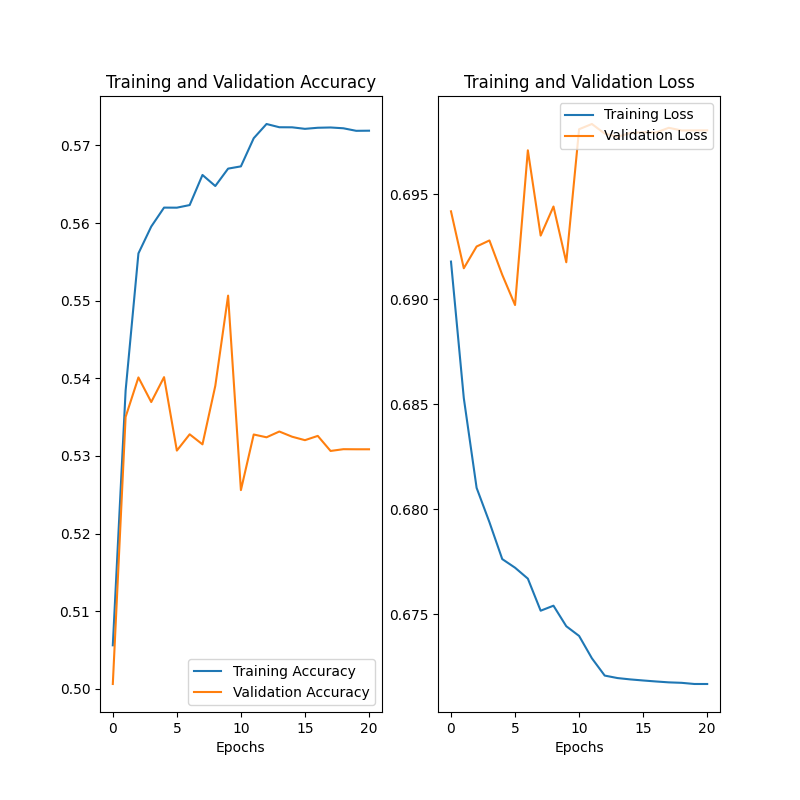 Training and Validation Accuracy
0.57
0.56
0.55
0.54
0.53
0.52
0.51
0.50
Training Accuracy
Validation Accuracy
0 5 10 15 20
Epochs
Training and Validation Loss
Training Loss
Validation Loss
0.695
0.690
0.685
0.680
0.675
0 5 10 15 20
Epochs